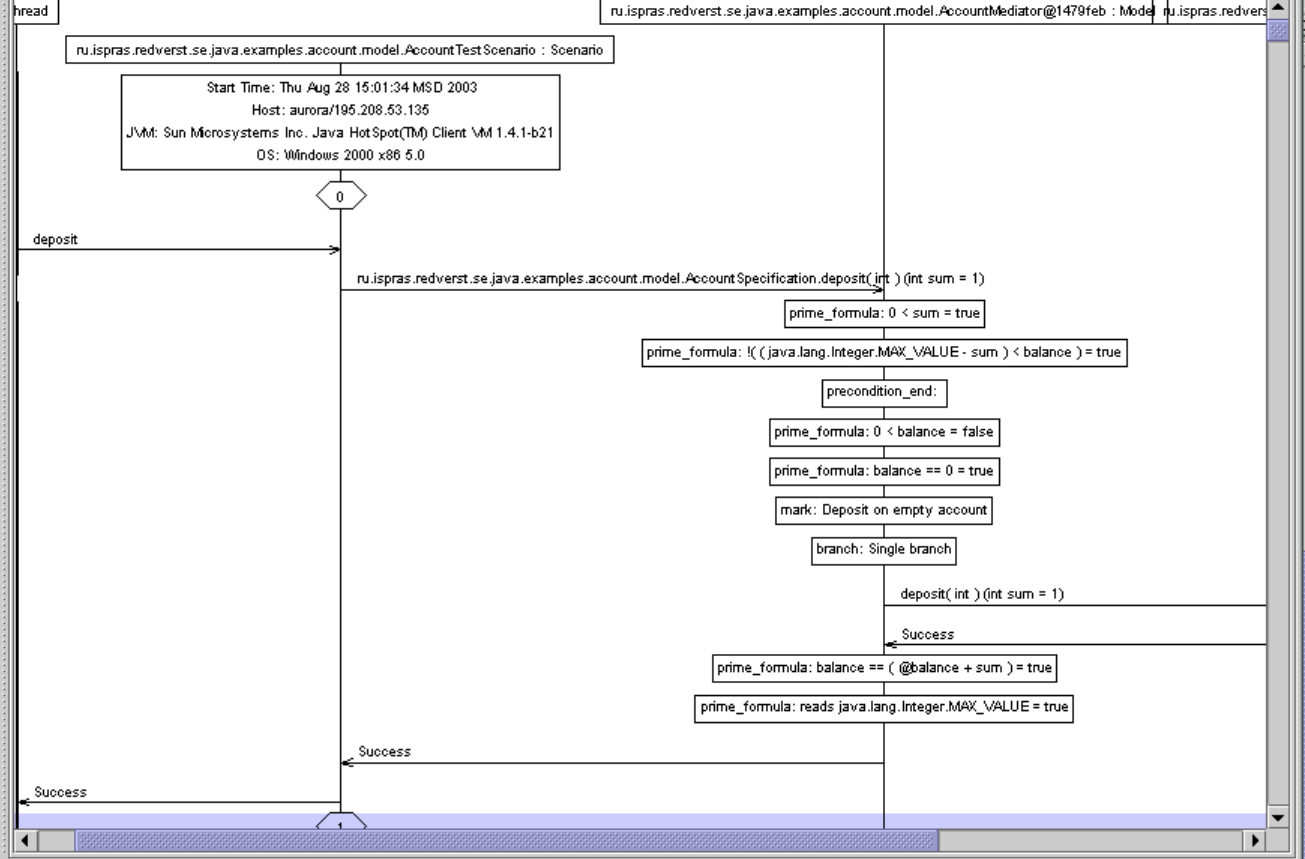 hread
ru.ispras.redverst.se.java.examples.account.model.AccountMediator@1479feb : Model
ru.ispras.redvers
ru.ispras.redverst.se.java.examples.account.model.AccountTestScenario : Scenario
Start Time: Thu Aug 28 15:01:34 MSD 2003
Host: aurora/195.208.53.135
JVM: Sun Microsystems Inc. Java HotSpot(TM) Client VM 1.4.1-b21
OS: Windows 2000 x86 5.0
0
deposit
ru.ispras.redverst.se.java.examples.account.model.AccountSpecification.deposit( int ) (int sum = 1)
prime_formula: 0 < sum = true
prime_formula: !( ( java.lang.Integer.MAX_VALUE - sum ) < balance ) = true
precondition_end:
prime_formula: 0 < balance = false
prime_formula: balance == 0 = true
mark: Deposit on empty account
branch: Single branch
deposit( int ) (int sum = 1)
Success
prime_formula: balance == ( @balance + sum ) = true
prime_formula: reads java.lang.Integer.MAX_VALUE = true
Success
Success
1